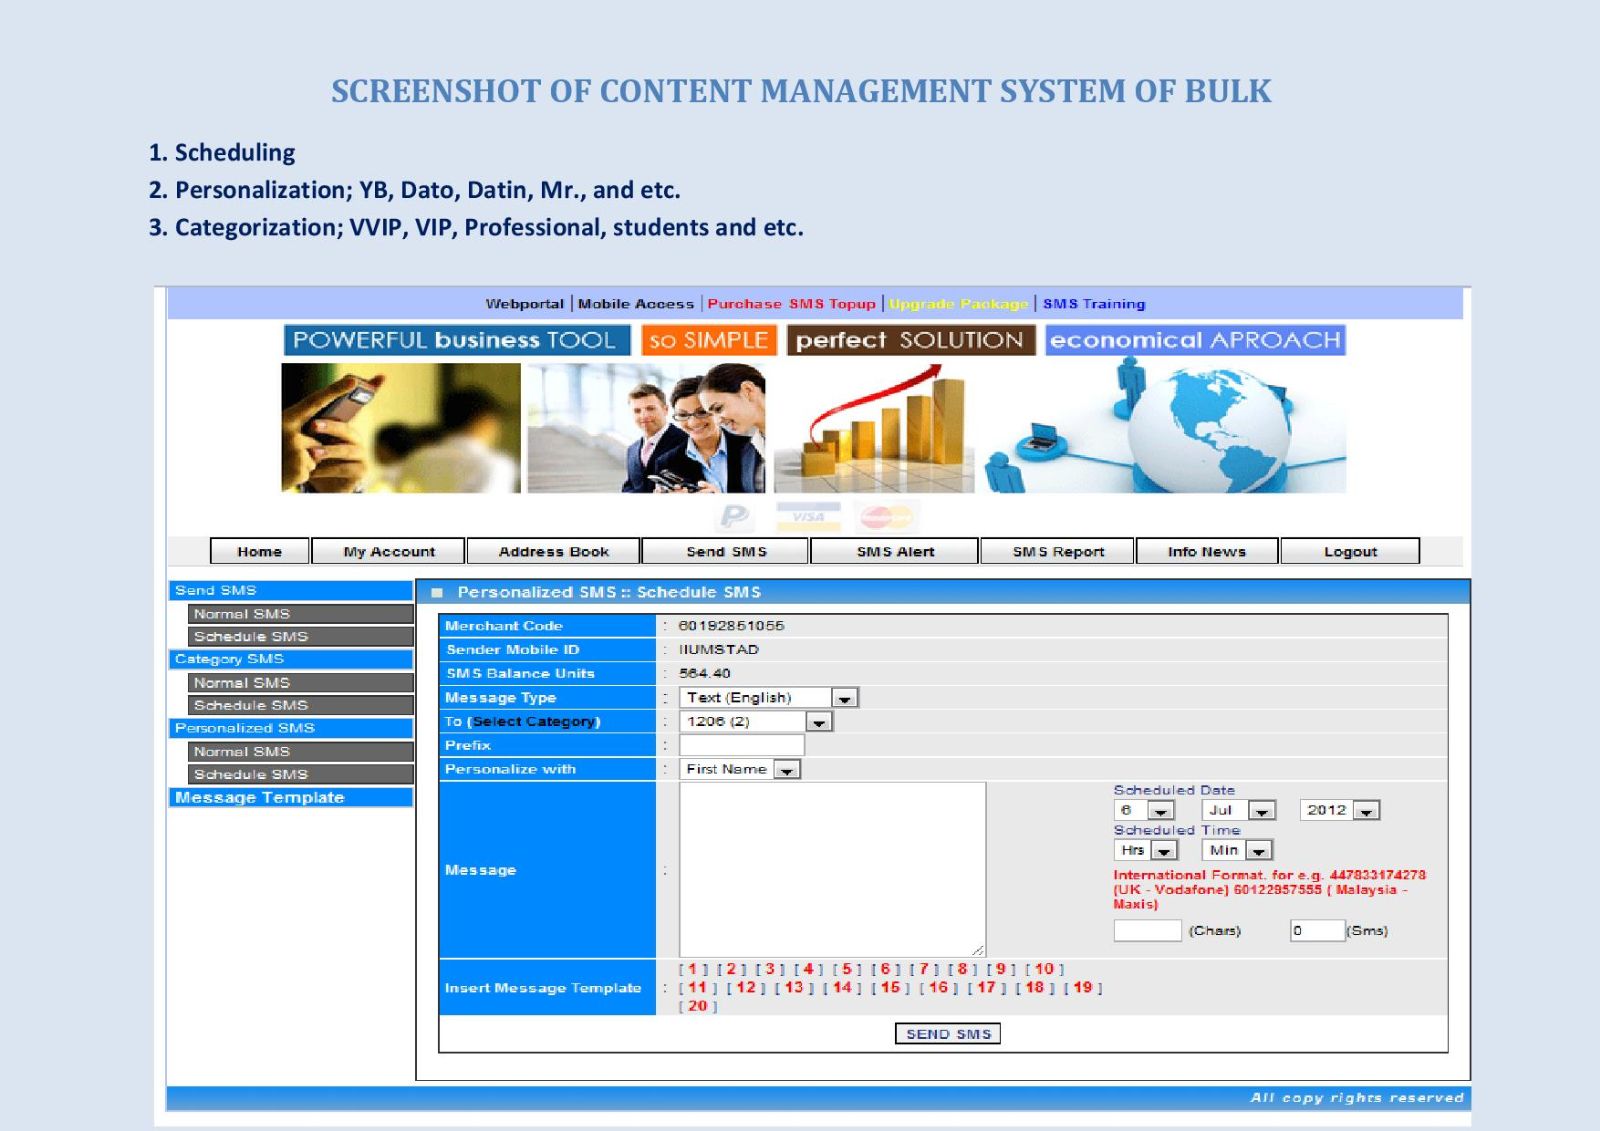 SCREENSHOT OF CONTENT MANAGEMENT SYSTEM OF BULK
1. Scheduling
2. Personalization; YB, Dato, Datin, Mr., and etc.
3. Categorization; VVIP, VIP, Professional, students and etc.
Webportal | Mobile Access | Purchase SMS Topup | Upgrade Package | SMS Training
POWERFUL business TOOL so SIMPLE perfect SOLUTION economical APROACH
VISA MasterCard
Home My Account Address Book Send SMS SMS Alert SMS Report Info News Logout
Send SMS
Normal SMS
Schedule SMS
Category SMS
Normal SMS
Schedule SMS
Personalized SMS
Normal SMS
Schedule SMS
Message Template
Personalized SMS :: Schedule SMS
Merchant Code : 60192851055
Sender Mobile ID : IIUMSTAD
SMS Balance Units : 564.40
Message Type : Text (English)
To (Select Category) : 1206 (2)
Prefix :
Personalize with : First Name
Message :
Scheduled Date
6 Jul 2012
Scheduled Time
Hrs Min
International Format. for e.g. 447833174278
(UK - Vodafone) 60122957555 ( Malaysia -
Maxis)
(Chars) 0 (Sms)
Insert Message Template : [ 1 ] [ 2 ] [ 3 ] [ 4 ] [ 5 ] [ 6 ] [ 7 ] [ 8 ] [ 9 ] [ 10 ]
[ 11 ] [ 12 ] [ 13 ] [ 14 ] [ 15 ] [ 16 ] [ 17 ] [ 18 ] [ 19 ]
[ 20 ]
SEND SMS
All copy rights reserved